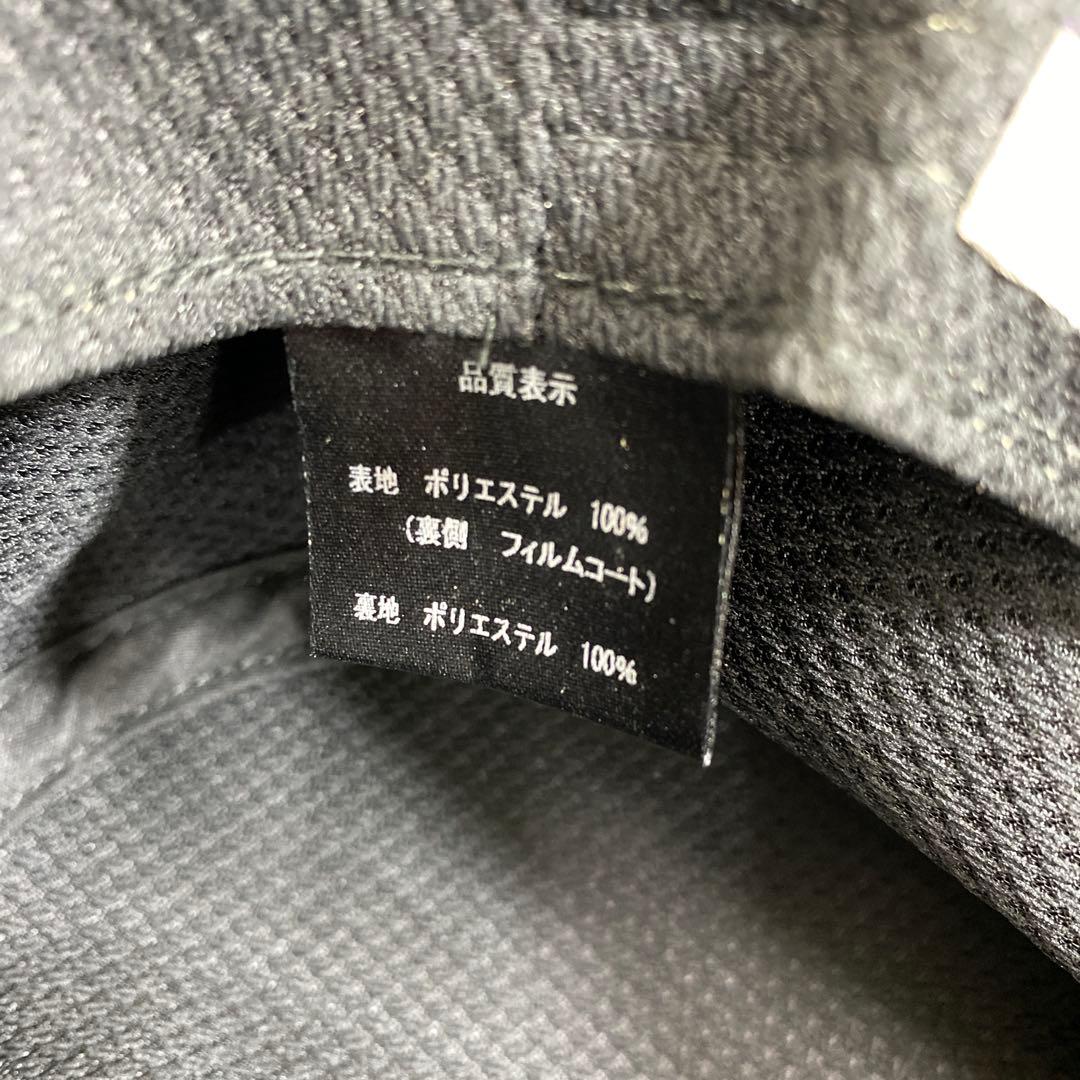 品質表示
表地 ポリエステル 100%
(裏側 フィルムコート)
裏地 ポリエステル 100%